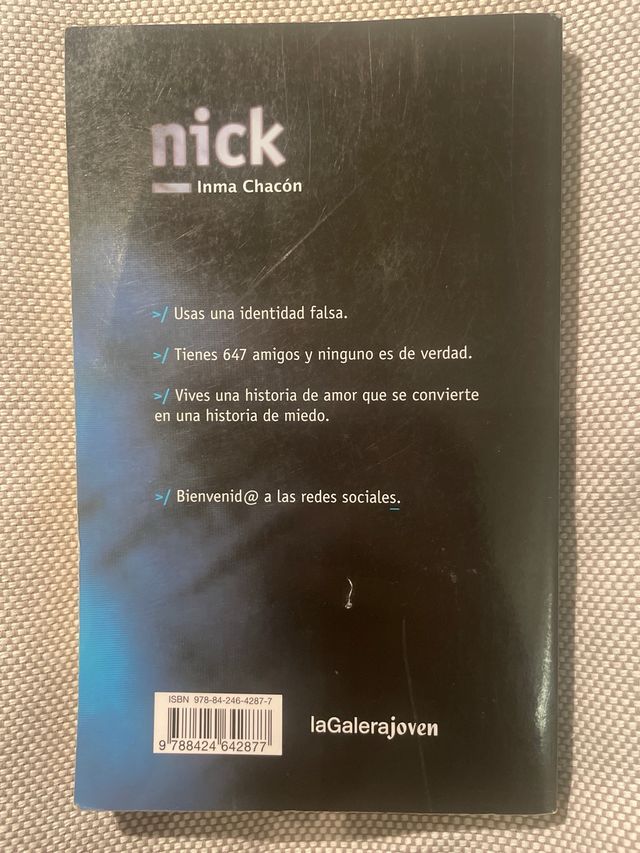 nick
Inma Chacón
>/ Usas una identidad falsa.
>/ Tienes 647 amigos y ninguno es de verdad.
>/ Vives una historia de amor que se convierte
en una historia de miedo.
>/ Bienvenid@ a las redes sociales.
ISBN 978-84-246-4287-7
9 788424 642877
laGalerajoven